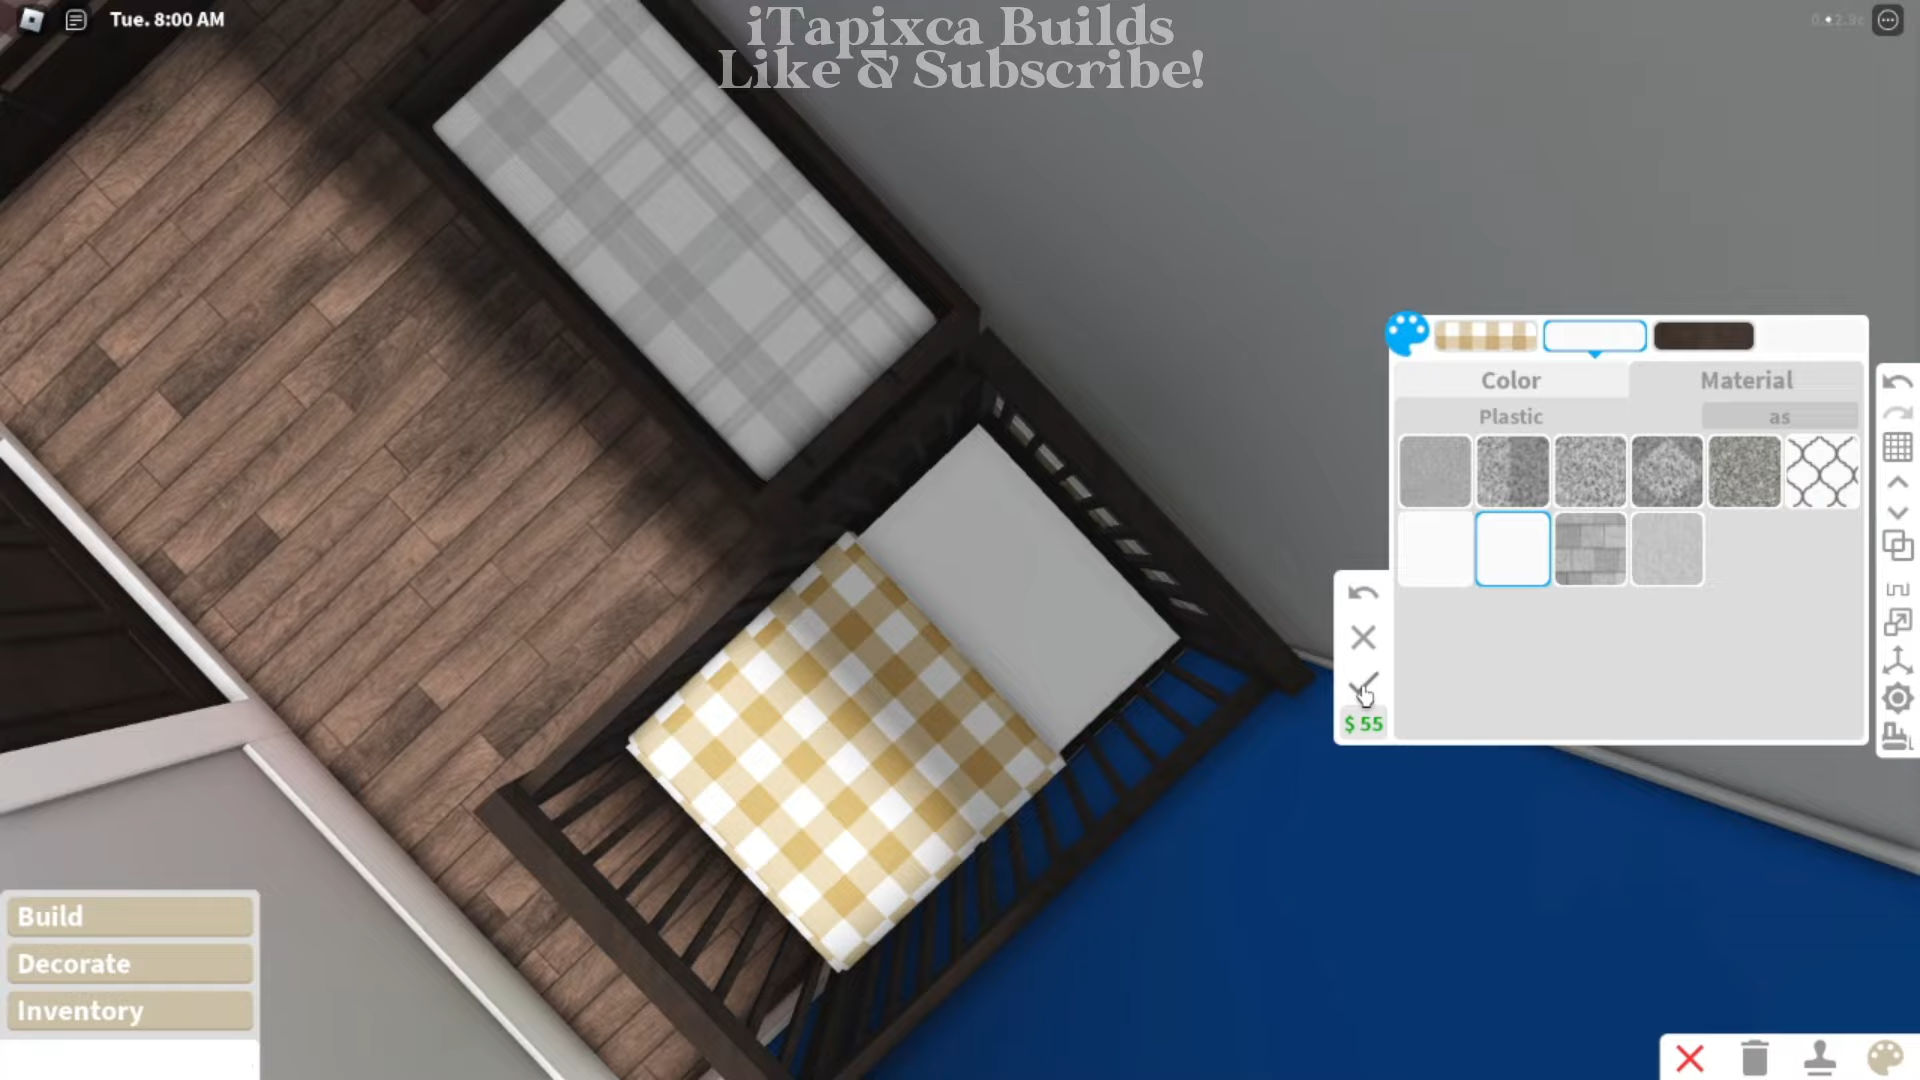 Tue. 8:00 AM
iTapixca Builds
Like & Subscribe!
Color
Material
Plastic
as
$ 55
Build
Decorate
Inventory